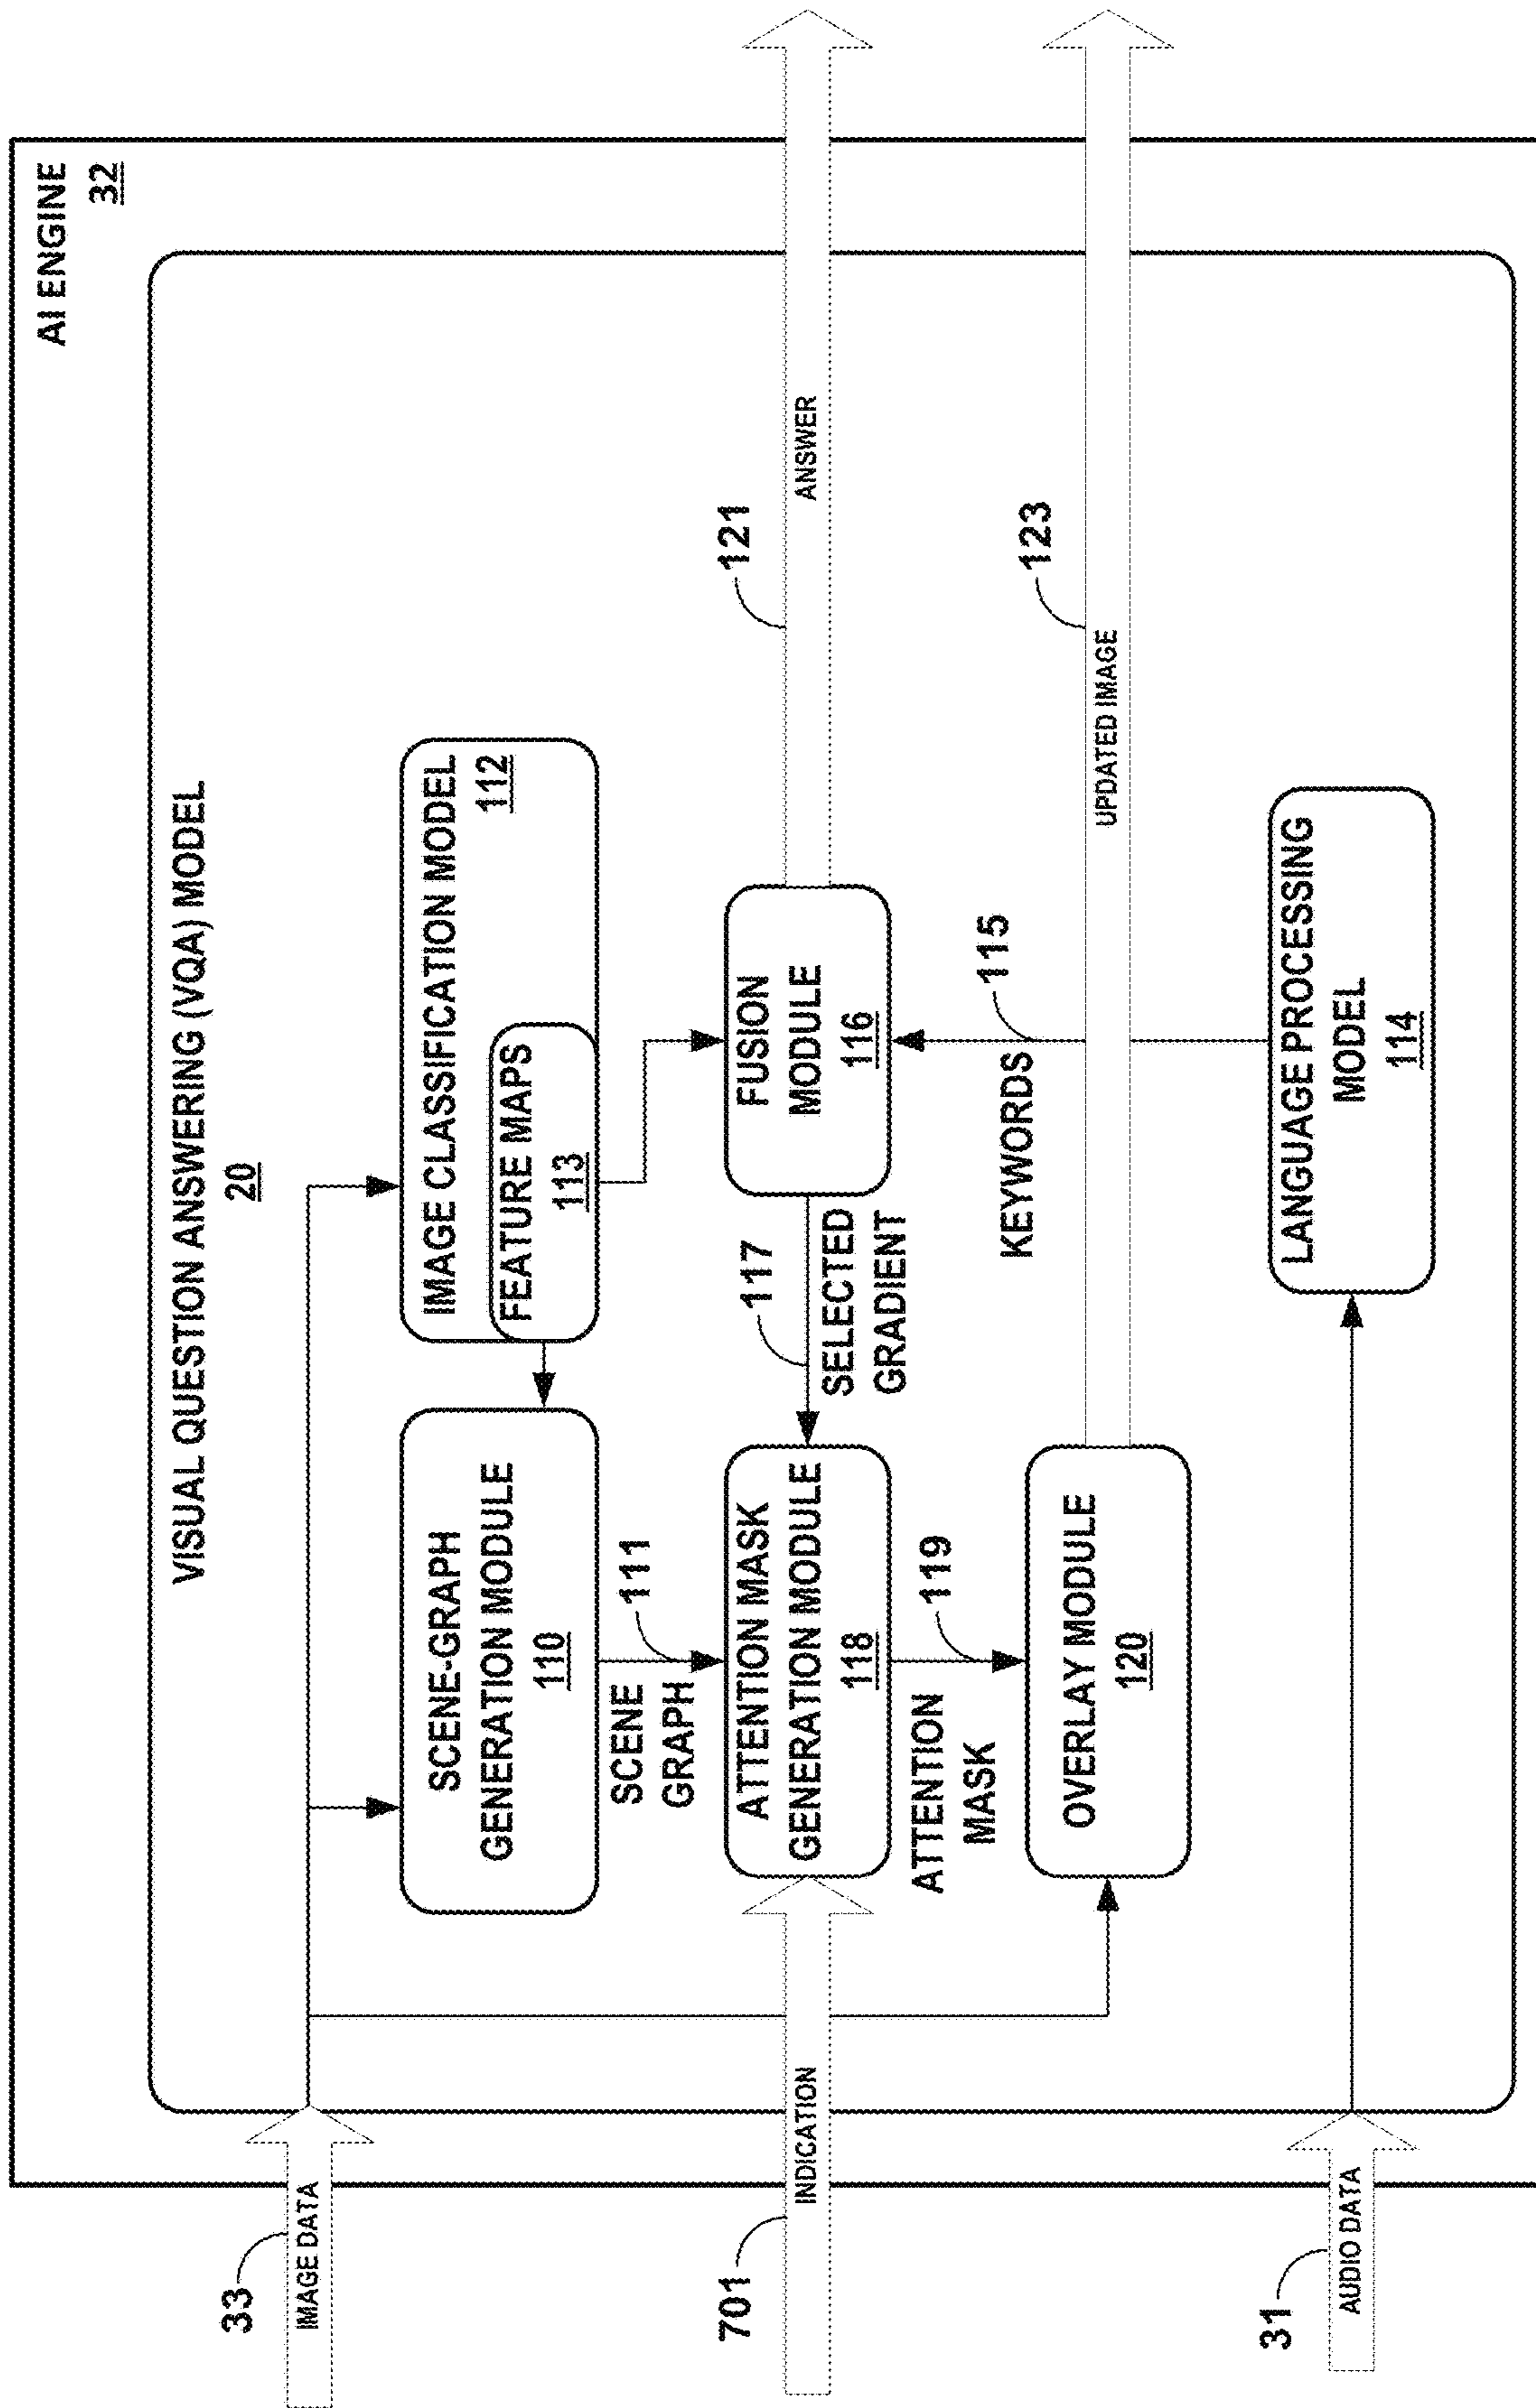 AI ENGINE
32
VISUAL QUESTION ANSWERING (VQA) MODEL
20
33
IMAGE DATA
SCENE-GRAPH
GENERATION MODULE
110
IMAGE CLASSIFICATION MODEL
112
FEATURE MAPS
113
SCENE
GRAPH
111
701
INDICATION
ATTENTION MASK
GENERATION MODULE
118
117
SELECTED
GRADIENT
FUSION
MODULE
116
121
ANSWER
ATTENTION
MASK
119
KEYWORDS
115
OVERLAY MODULE
120
123
UPDATED IMAGE
31
AUDIO DATA
LANGUAGE PROCESSING
MODEL
114